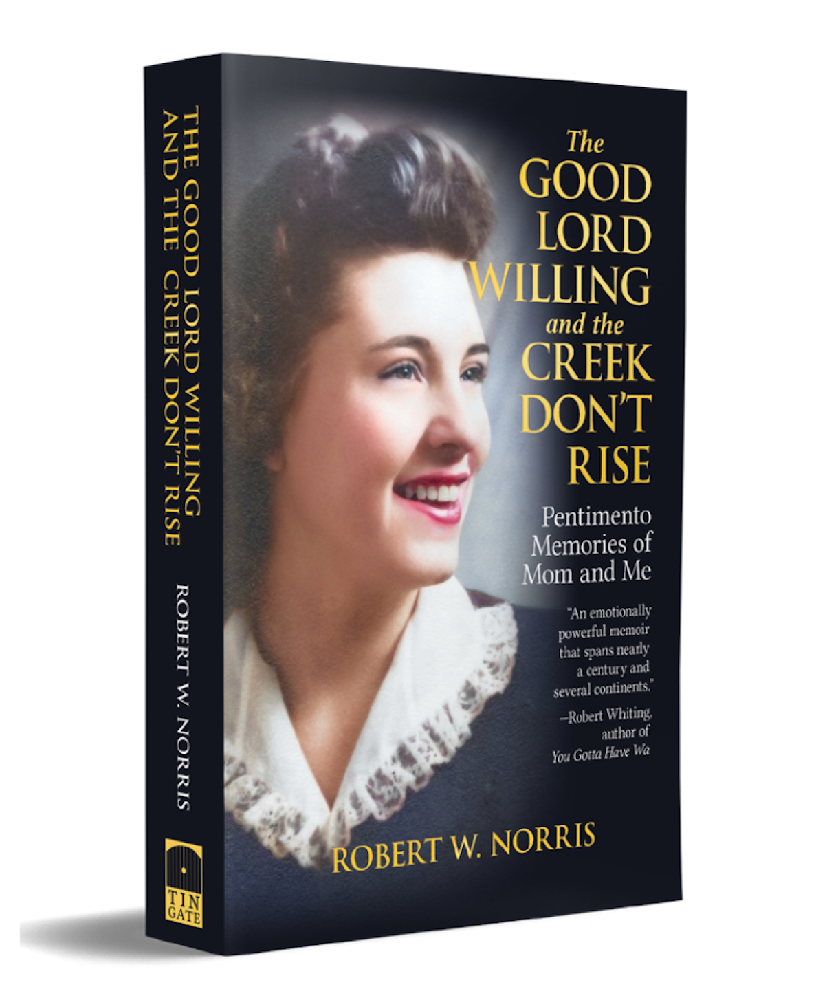 THE GOOD LORD WILLING
AND THE CREEK DON'T RISE
ROBERT W. NORRIS
TIN
GATE
The
GOOD
LORD
WILLING
and the
CREEK
DON'T
RISE
Pentimento
Memories of
Mom and Me
"An emotionally
powerful memoir
that spans nearly
a century and
several continents."
—Robert Whiting,
author of
You Gotta Have Wa
ROBERT W. NORRIS